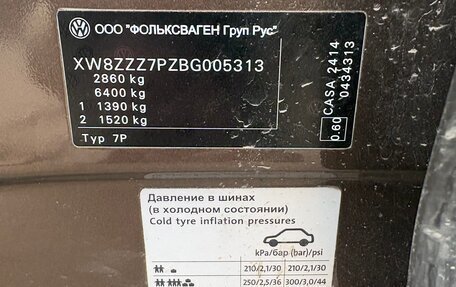 ООО "ФОЛЬКСВАГЕН Груп Рус"
XW8ZZZ7PZBG005313
2860 kg
6400 kg
1 1390 kg
2 1520 kg
Typ 7P
0.60 CASA 2414
0434313
Давление в шинах
(в холодном состоянии)
Cold tyre inflation pressures
kPa/бар (bar)/psi
210/2,1/30 210/2,1/30
250/2,5/36 300/3,0/44